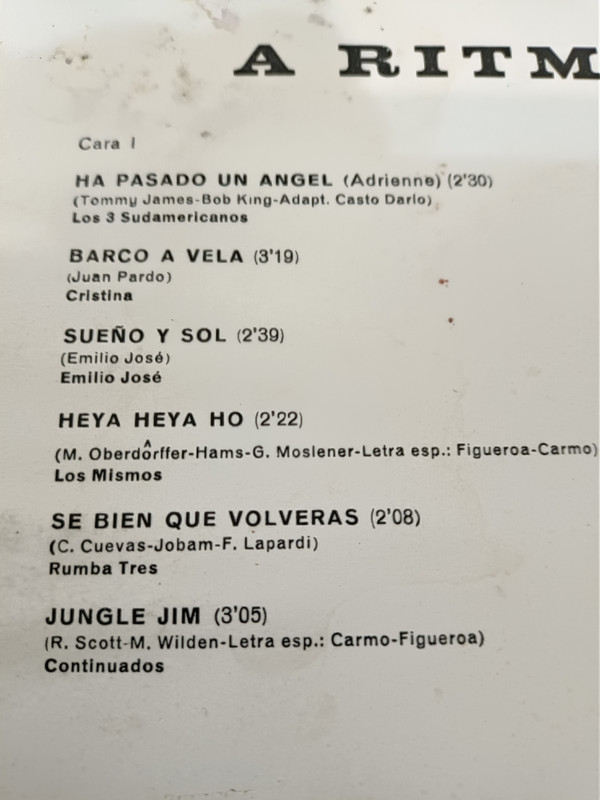 A RITM
Cara I
HA PASADO UN ANGEL (Adrienne) (2'30)
(Tommy James-Bob King-Adapt. Casto Darío)
Los 3 Sudamericanos
BARCO A VELA (3'19)
(Juan Pardo)
Cristina
SUEÑO Y SOL (2'39)
(Emilio José)
Emilio José
HEYA HEYA HO (2'22)
(M. Oberdôrffer-Hams-G. Moslener-Letra esp.: Figueroa-Carmo)
Los Mismos
SE BIEN QUE VOLVERAS (2'08)
(C. Cuevas-Jobam-F. Lapardi)
Rumba Tres
JUNGLE JIM (3'05)
(R. Scott-M. Wilden-Letra esp.: Carmo-Figueroa)
Continuados